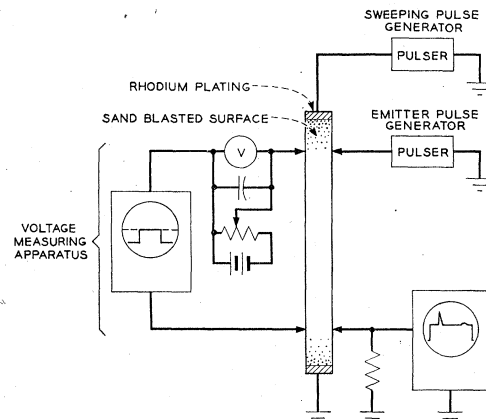 SWEEPING PULSE
GENERATOR
PULSER
RHODIUM PLATING
SAND BLASTED SURFACE
EMITTER PULSE
GENERATOR
PULSER
V
VOLTAGE
MEASURING
APPARATUS